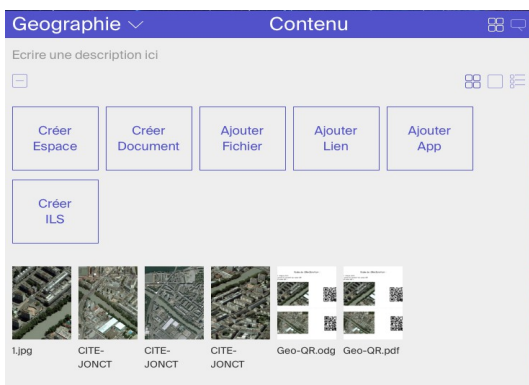 Geographie
Contenu
Ecrire une description ici
Créer
Espace
Créer
Document
Ajouter
Fichier
Ajouter
Lien
Ajouter
App
Créer
ILS
1.jpg
CITE-
JONCT
CITE-
JONCT
CITE-
JONCT
Geo-QR.odg
Geo-QR.pdf